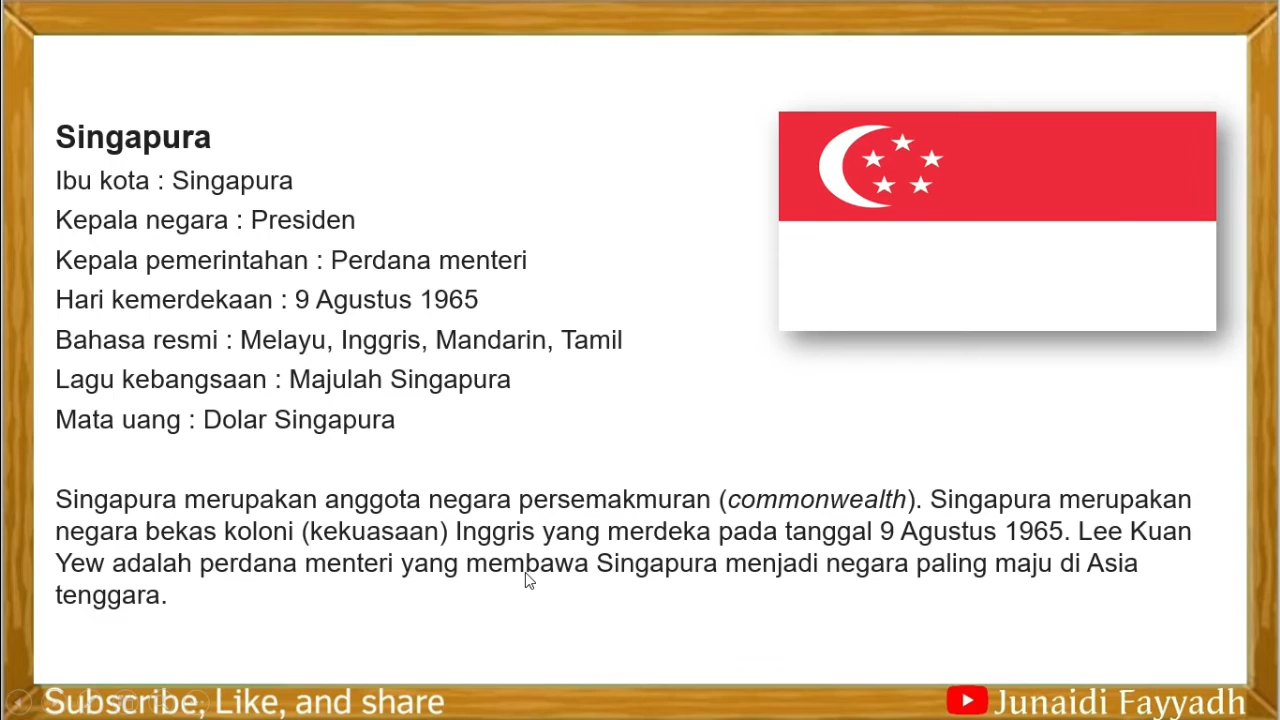 Singapura
Ibu kota : Singapura
Kepala negara : Presiden
Kepala pemerintahan : Perdana menteri
Hari kemerdekaan : 9 Agustus 1965
Bahasa resmi : Melayu, Inggris, Mandarin, Tamil
Lagu kebangsaan : Majulah Singapura
Mata uang : Dolar Singapura
Singapura merupakan anggota negara persemakmuran (commonwealth). Singapura merupakan
negara bekas koloni (kekuasaan) Inggris yang merdeka pada tanggal 9 Agustus 1965. Lee Kuan
Yew adalah perdana menteri yang membawa Singapura menjadi negara paling maju di Asia
tenggara.
Subscribe, Like, and share
Junaidi Fayyadh